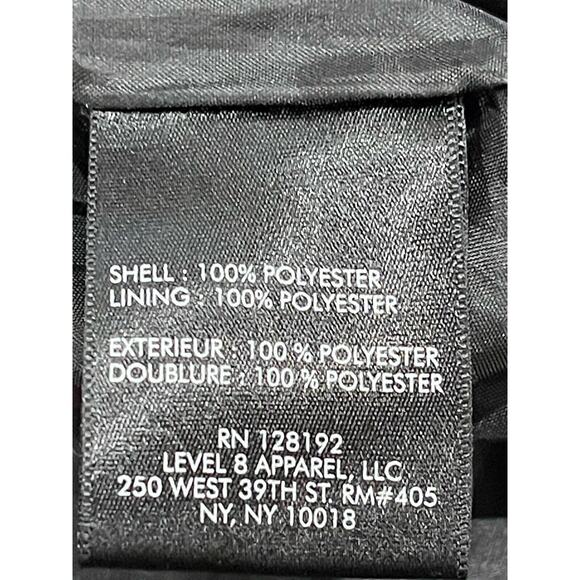 SHELL : 100% POLYESTER
LINING : 100% POLYESTER
EXTERIEUR : 100 % POLYESTER
DOUBLURE : 100 % POLYESTER
RN 128192
LEVEL 8 APPAREL, LLC
250 WEST 39TH ST. RM#405
NY, NY 10018